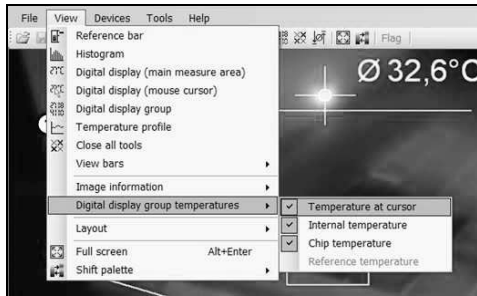 File View Devices Tools Help
Reference bar
Flag
Histogram
Digital display (main measure area)
Ø 32,6°C
Digital display (mouse cursor)
Digital display group
Temperature profile
Close all tools
View bars
Image information
Digital display group temperatures
Temperature at cursor
Internal temperature
Layout
Chip temperature
Full screen Alt+Enter
Reference temperature
Shift palette